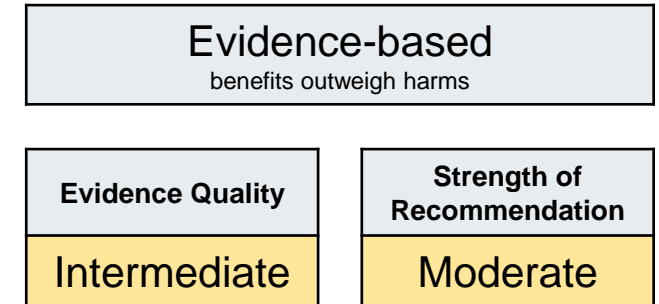 Evidence-based
benefits outweigh harms
Evidence Quality
Strength of
Recommendation
Intermediate
Moderate